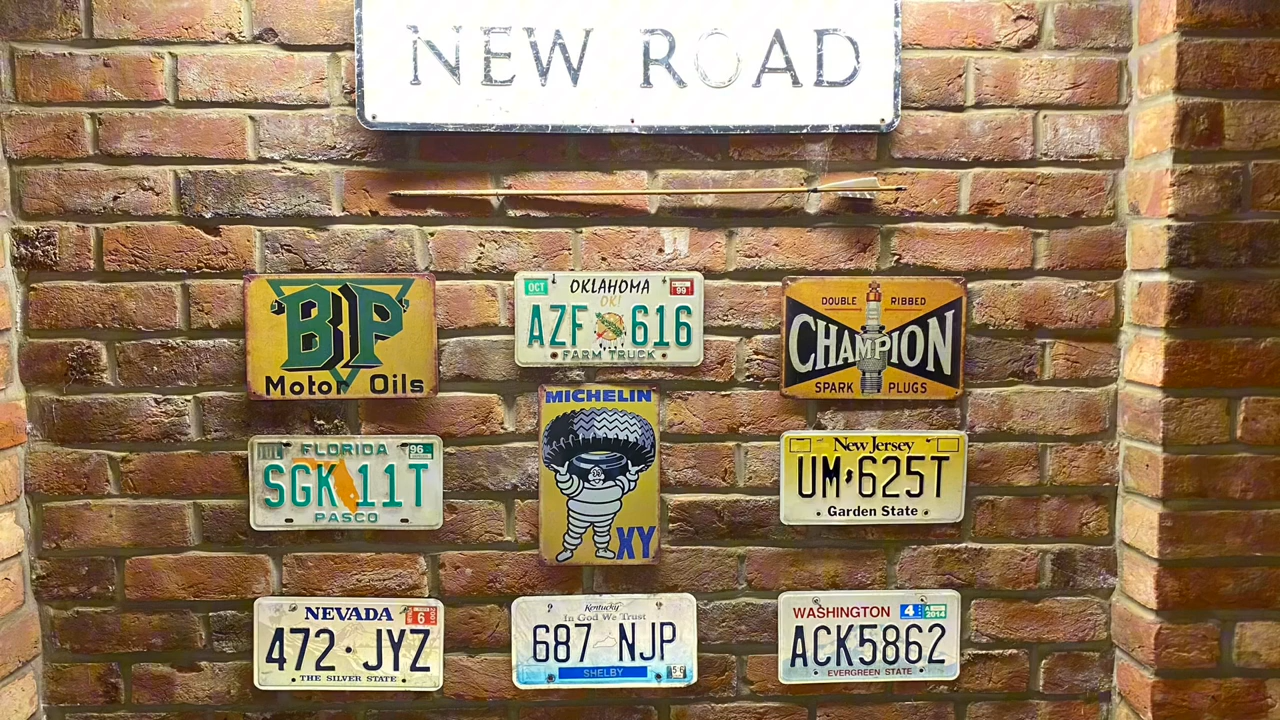 NEW ROAD
BP
Motor Oils
OCT
OKLAHOMA
99
OK!
AZF 616
FARM TRUCK
DOUBLE RIBBED
CHAMPION
SPARK PLUGS
FLORIDA
96
SGK 11T
PASCO
MICHELIN
XY
New Jersey
UM 625T
Garden State
NEVADA
6
472·JYZ
THE SILVER STATE
Kentucky
In God We Trust
687 NJP
SHELBY
WASHINGTON
4
2014
ACK5862
EVERGREEN STATE